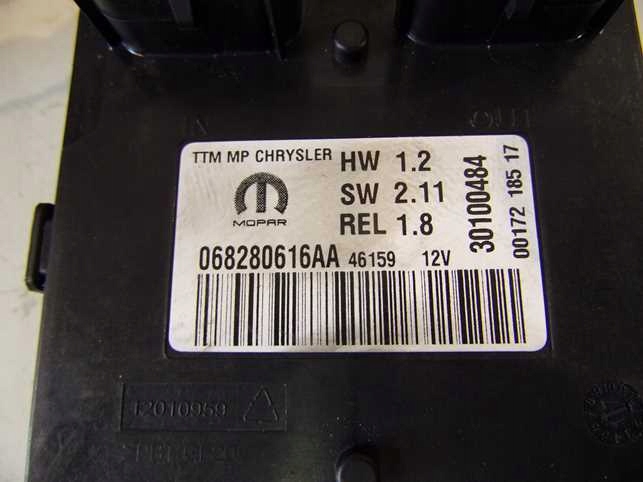 TTM MP CHRYSLER
HW 1.2
SW 2.11
REL 1.8
MOPAR
068280616AA 46159 12V
30100484
00172 185 17
12010959